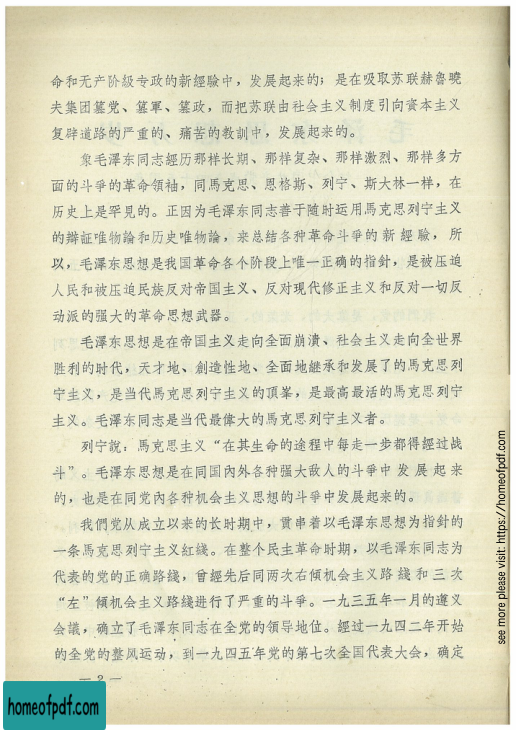 命和无产阶級专政的新經驗中，发展起来的；是在吸取苏联赫魯曉
夫集团篡党、篡軍、篡政，而把苏联由社会主义制度引向資本主义
复辟道路的严重的、痛苦的教訓中，发展起来的。
象毛澤东同志經历那样长期、那样复杂、那样激烈、那样多方
面的斗爭的革命領袖，同馬克思、恩格斯、列宁、斯大林一样，在
历史上是罕見的。正因为毛澤东同志善于随时运用馬克思列宁主义
的辯証唯物論和历史唯物論，来总結各种革命斗爭的新經驗，所
以，毛澤东思想是我国革命各个阶段上唯一正确的指針，是被压迫
人民和被压迫民族反对帝国主义、反对现代修正主义和反对一切反
动派的强大的革命思想武器。
毛澤东思想是在帝国主义走向全面崩潰、社会主义走向全世界
胜利的时代，天才地、創造性地、全面地継承和发展了的馬克思列
宁主义，是当代馬克思列宁主义的頂峯，是最高最活的馬克思列宁
主义。毛澤东同志是当代最偉大的馬克思列宁主义者。
列宁說：馬克思主义“在其生命的途程中每走一步都得經过战
斗”。毛澤东思想是在同国內外各种强大敌人的斗爭中发展起来
的，也是在同党內各种机会主义思想的斗爭中发展起来的。
我們党从成立以来的长时期中，貫串着以毛澤东思想为指針的
一条馬克思列宁主义紅綫。在整个民主革命时期，以毛澤东同志为
代表的党的正确路綫，曾經先后同两次右傾机会主义路綫和三次
“左”傾机会主义路綫进行了严重的斗爭。一九三五年一月的遵义
会議，确立了毛澤东同志在全党的領导地位。經过一九四二年开始
的全党的整风运动，到一九四五年党的第七次全国代表大会，确定
— 2 —
homeofpdf.com
see more please visit: https://homeofpdf.com